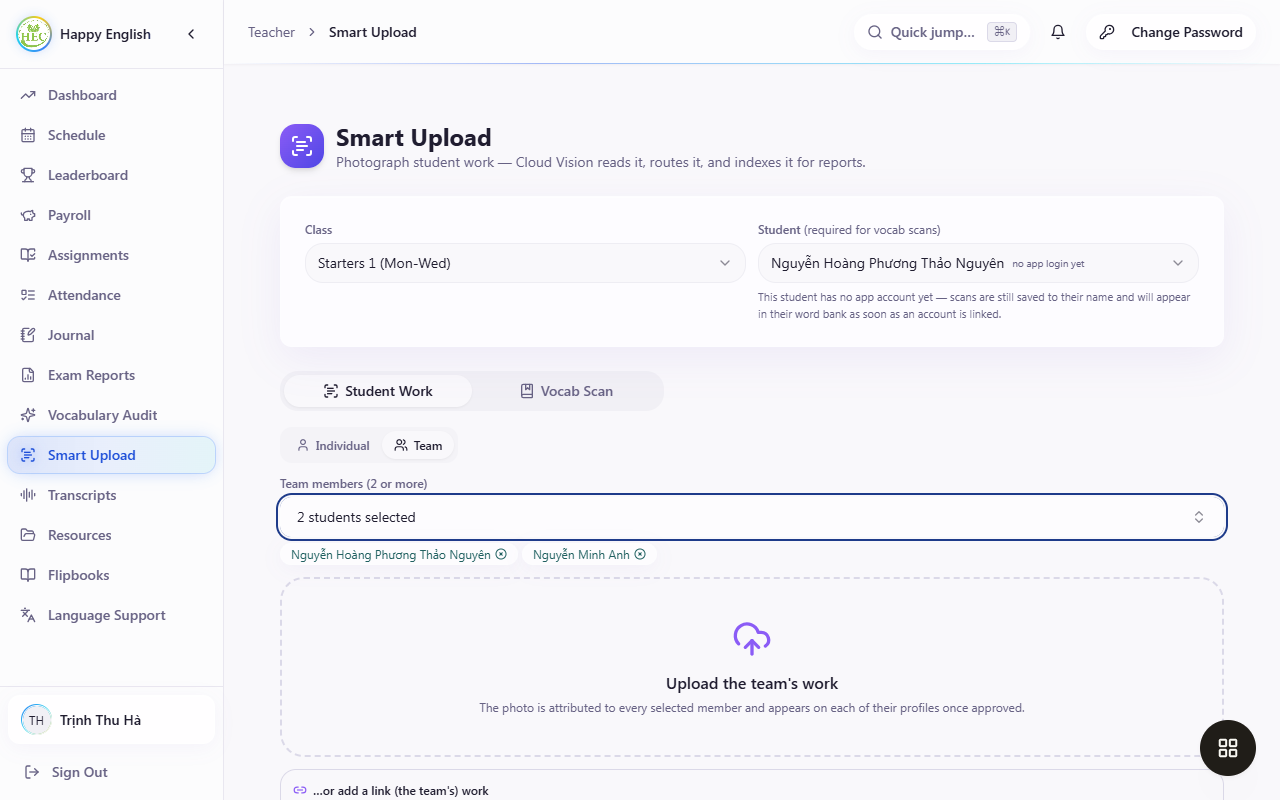 HEC
Happy English
Teacher
Smart Upload
Quick jump...
⌘K
Change Password
Dashboard
Schedule
Leaderboard
Payroll
Assignments
Attendance
Journal
Exam Reports
Vocabulary Audit
Smart Upload
Transcripts
Resources
Flipbooks
Language Support
TH
Trịnh Thu Hà
Sign Out
Smart Upload
Photograph student work — Cloud Vision reads it, routes it, and indexes it for reports.
Class
Starters 1 (Mon-Wed)
Student (required for vocab scans)
Nguyễn Hoàng Phương Thảo Nguyên no app login yet
This student has no app account yet — scans are still saved to their name and will appear
in their word bank as soon as an account is linked.
Student Work
Vocab Scan
Individual
Team
Team members (2 or more)
2 students selected
Nguyễn Hoàng Phương Thảo Nguyên
Nguyễn Minh Anh
Upload the team's work
The photo is attributed to every selected member and appears on each of their profiles once approved.
...or add a link (the team's) work